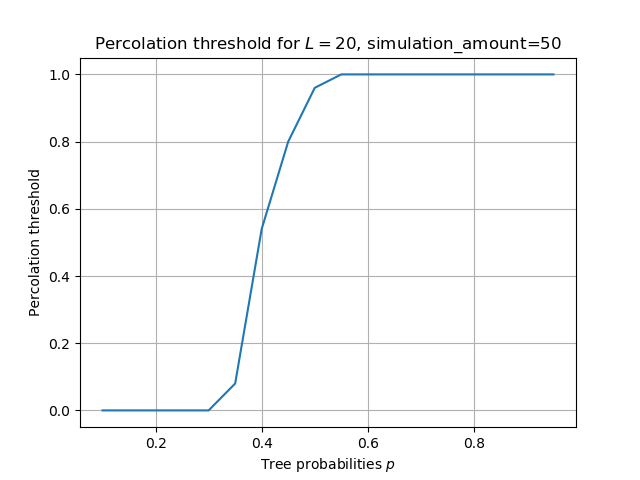 Percolation threshold for L = 20, simulation_amount=50
1.0
0.8
0.6
0.4
0.2
0.0
Percolation threshold
0.2 0.4 0.6 0.8
Tree probabilities p